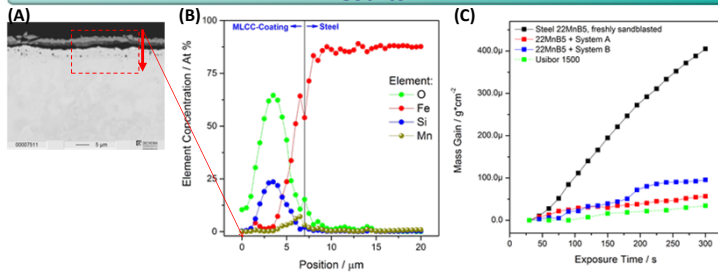 (A)
00007511
5 µm
(B)
MLCC-Coating
Steel
Element Concentration / At %
100
75
50
25
0
Element:
O
Fe
Si
Mn
0
5
10
15
20
Position / µm
(C)
Mass Gain / g*cm-2
400.0µ
300.0µ
200.0µ
100.0µ
0.0
Steel 22MnB5, freshly sandblasted
22MnB5 + System A
22MnB5 + System B
Usibor 1500
0
50
100
150
200
250
300
Exposure Time / s